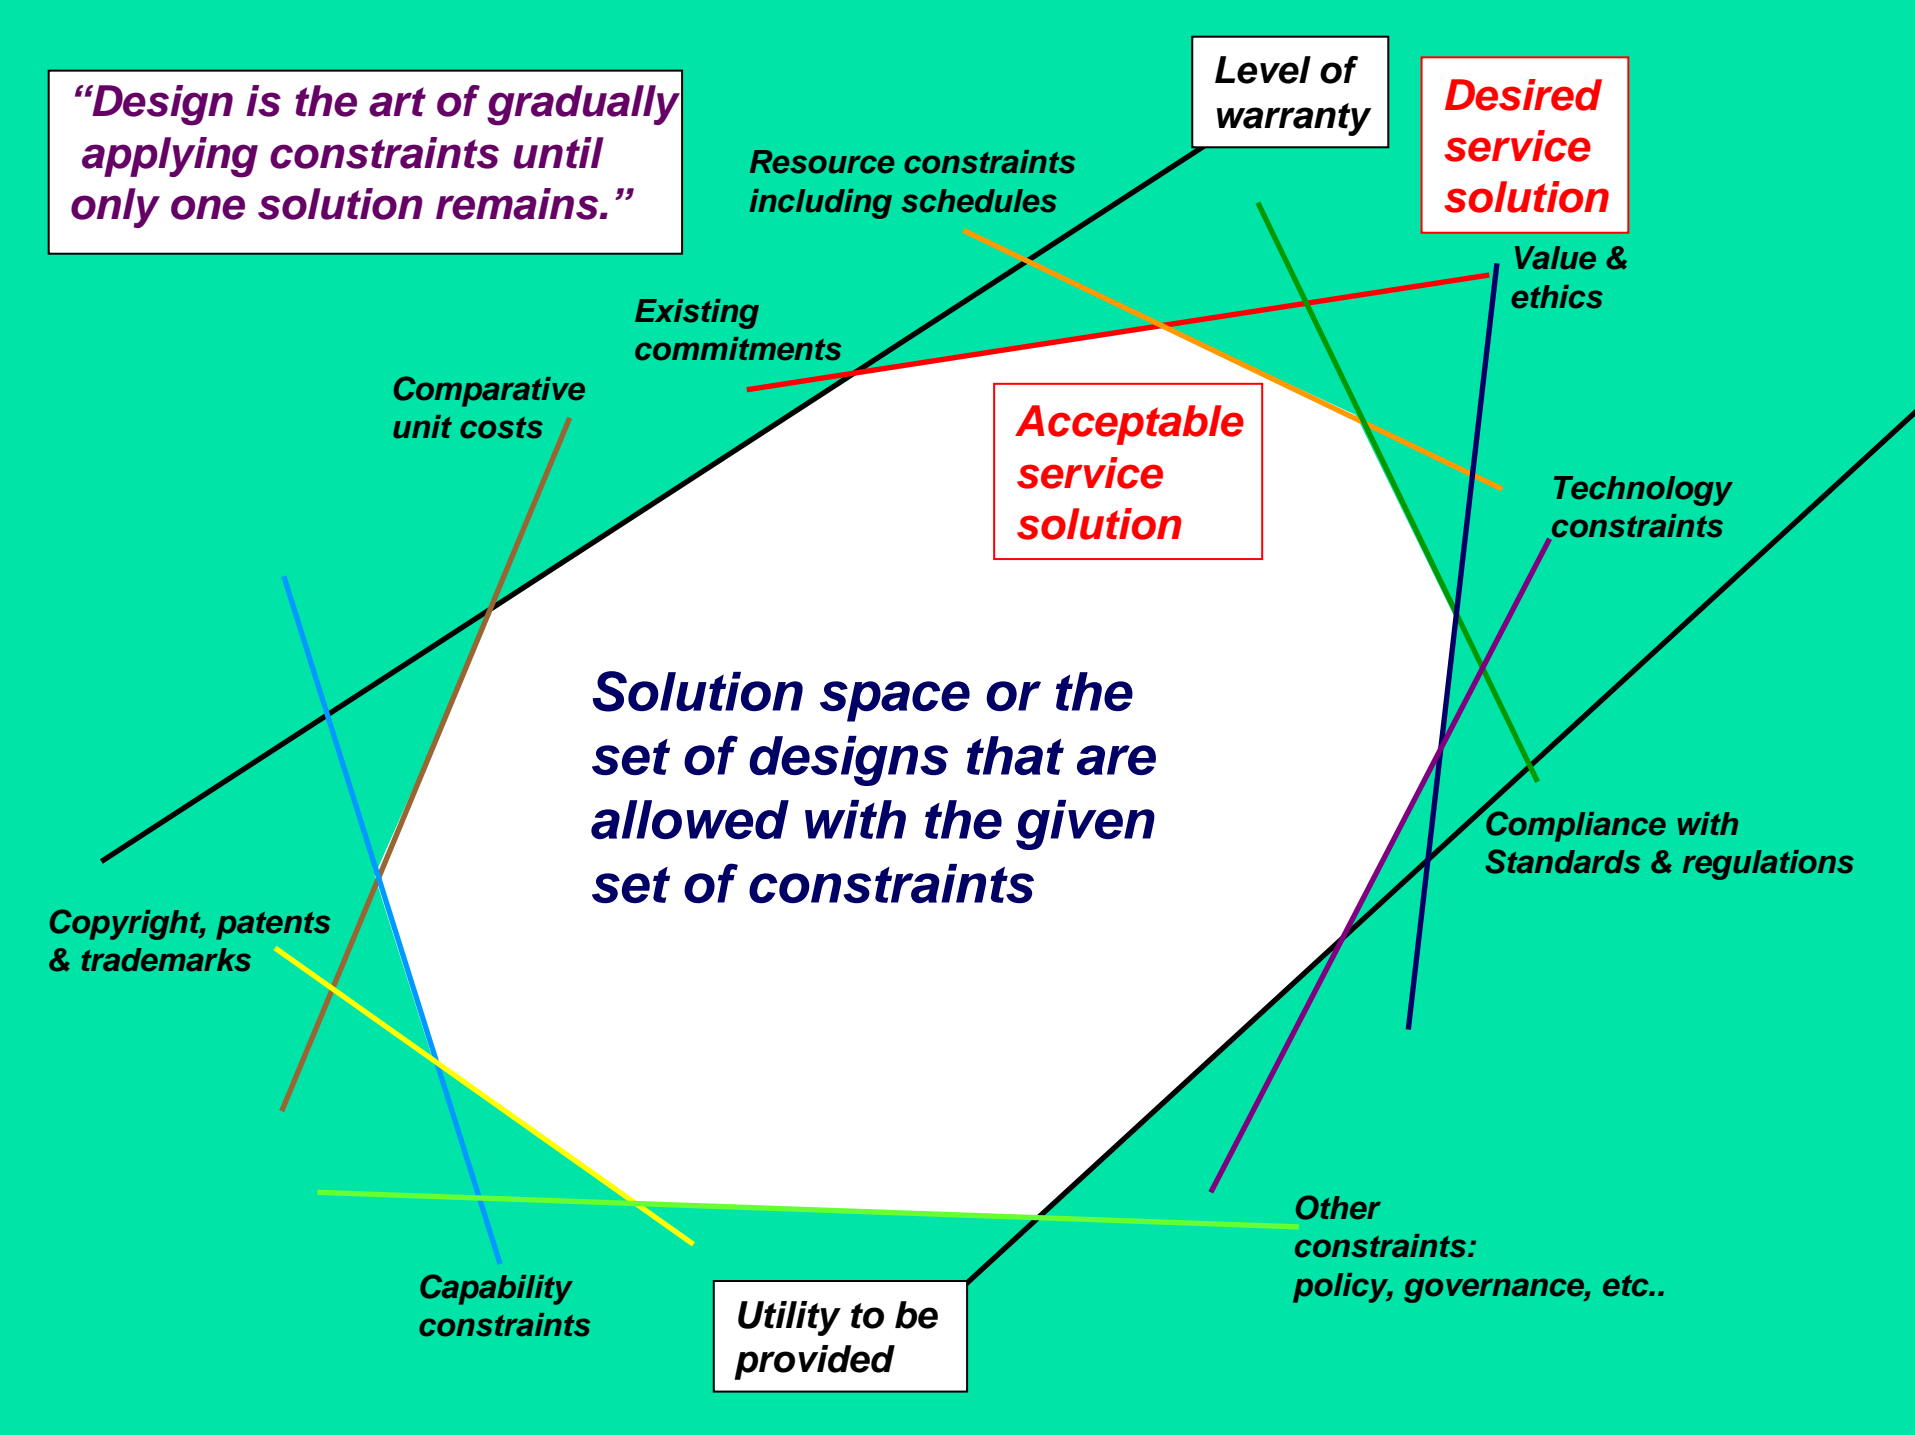 “Design is the art of gradually
applying constraints until
only one solution remains.”
Level of
warranty
Desired
service
solution
Resource constraints
including schedules
Value &
ethics
Existing
commitments
Comparative
unit costs
Acceptable
service
solution
Technology
constraints
Solution space or the
set of designs that are
allowed with the given
set of constraints
Compliance with
Standards & regulations
Copyright, patents
& trademarks
Other
constraints:
policy, governance, etc..
Capability
constraints
Utility to be
provided